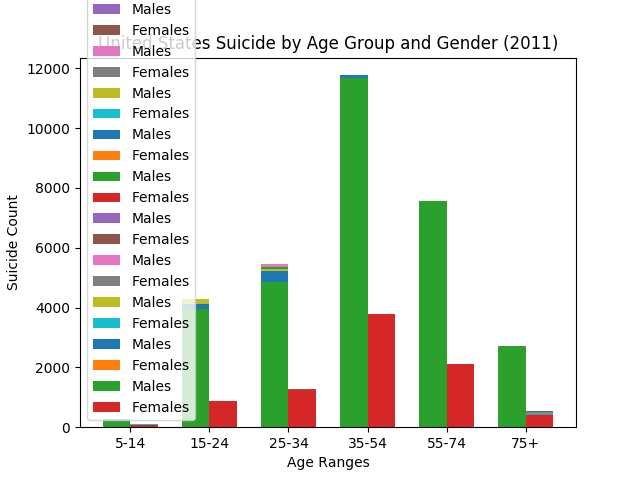 Males
Females
United States Suicide by Age Group and Gender (2011)
Males
Females
Males
Females
Males
Females
Males
Females
Males
Females
Males
Females
Males
Females
Males
Females
Males
Females
12000
10000
8000
6000
4000
2000
0
Suicide Count
5-14 15-24 25-34 35-54 55-74 75+
Age Ranges